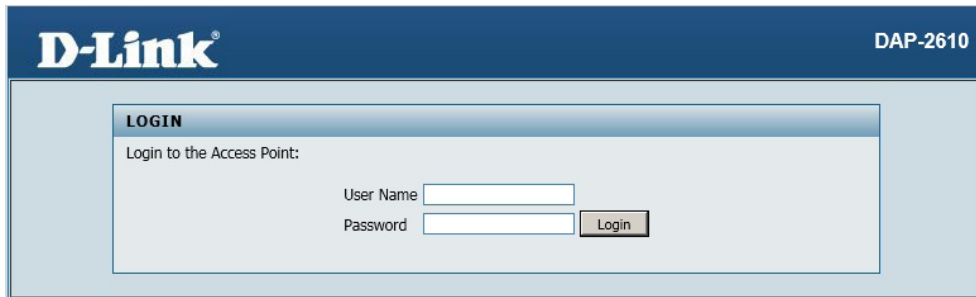 D-Link®
DAP-2610
LOGIN
Login to the Access Point:
User Name
Password Login